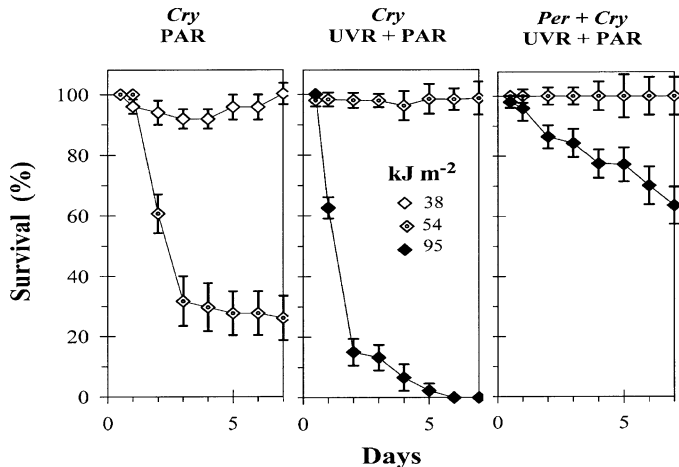 Cry
PAR
Cry
UVR + PAR
Per + Cry
UVR + PAR
Survival (%)
100
80
60
40
20
0
kJ m-2
38
54
95
0 5
0 5
0 5
Days